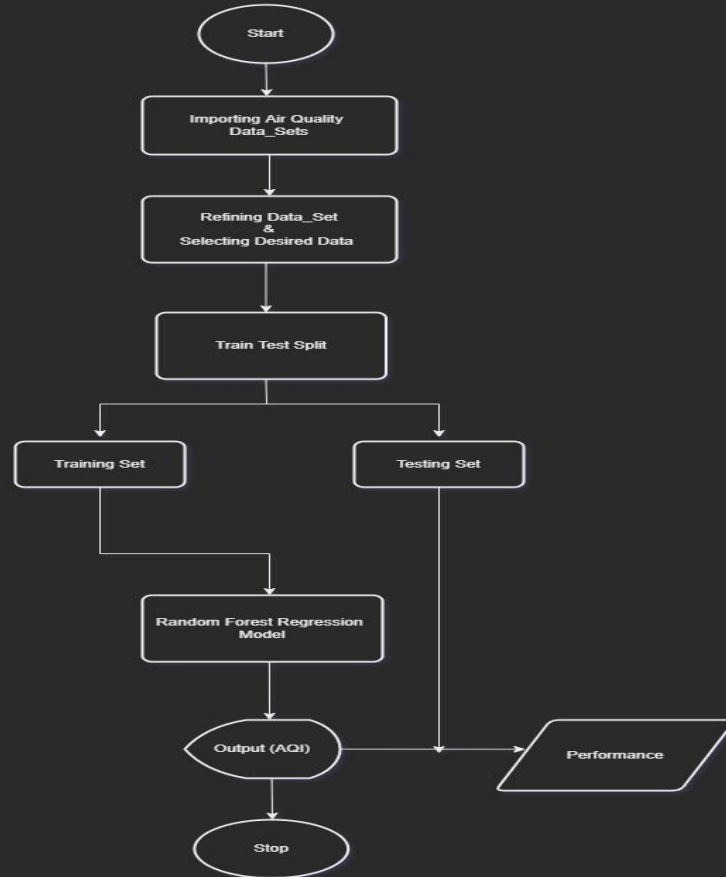 Start
Importing Air Quality
Data_Sets
Refining Data_Set
&
Selecting Desired Data
Train Test Split
Training Set
Testing Set
Random Forest Regression
Model
Output (AQI)
Performance
Stop